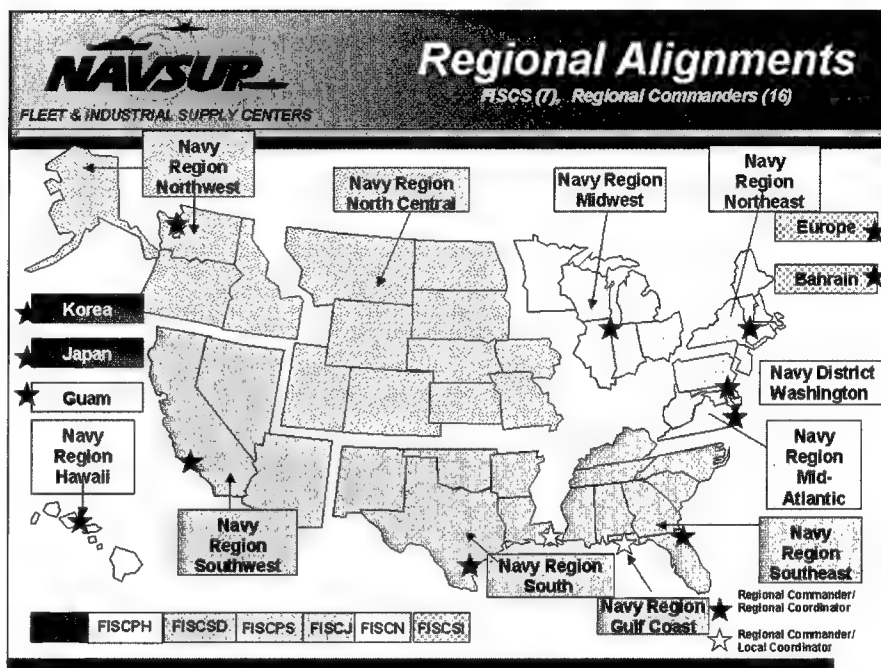 NAVSUP
FLEET & INDUSTRIAL SUPPLY CENTERS
Regional Alignments
FISCS (7), Regional Commanders (16)
Navy
Region
Northwest
Navy Region
North Central
Navy Region
Midwest
Navy
Region
Northeast
Europe
Bahrain
Korea
Japan
Guam
Navy
Region
Hawaii
Navy District
Washington
Navy
Region
Mid-
Atlantic
Navy
Region
Southwest
Navy Region
South
Navy
Region
Southeast
Navy Region
Gulf Coast
Regional Commander/
Regional Coordinator
Regional Commander/
Local Coordinator
FISCPH
FISCSD
FISCPS
FISCJ
FISCN
FISCSI